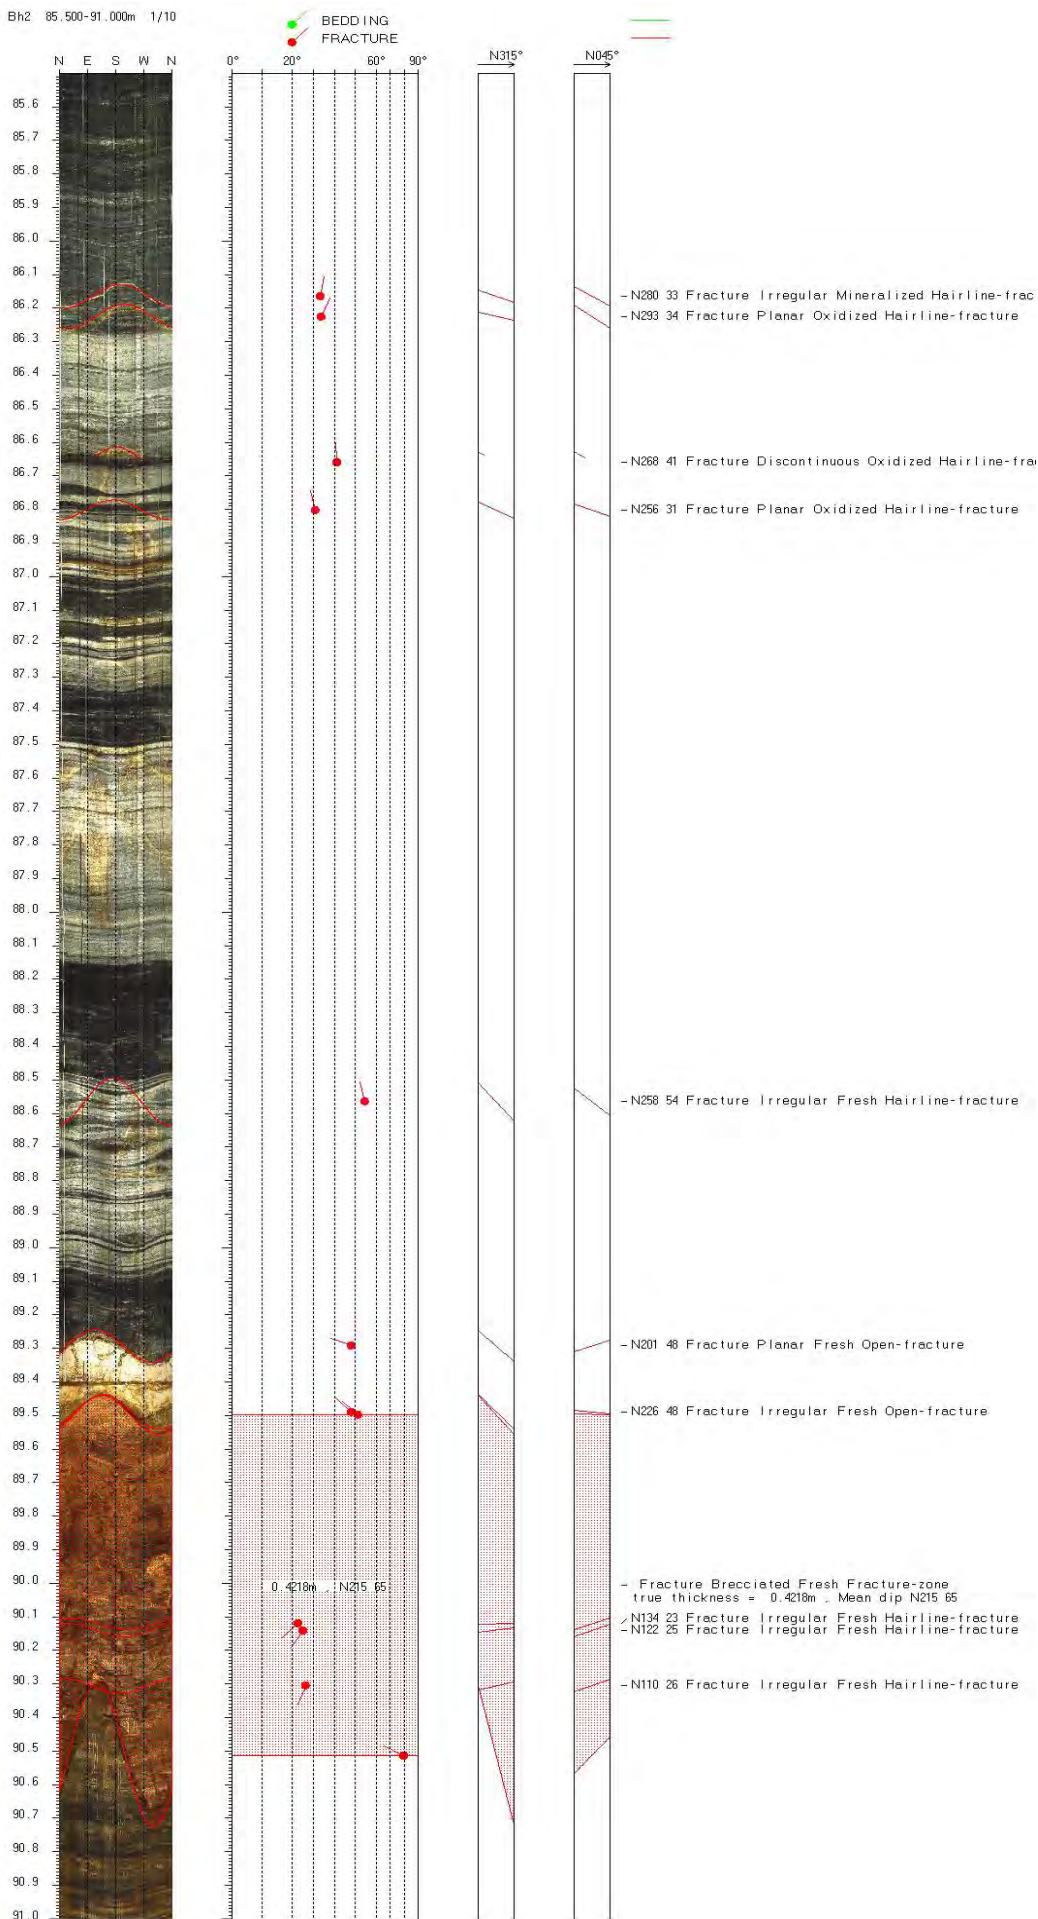 Bh2 85.500-91.000m 1/10
BEDDING
FRACTURE
N E S W N
0° 20° 60° 90°
N315°
N045°
85.6
85.7
85.8
85.9
86.0
86.1
-N280 33 Fracture Irregular Mineralized Hairline-frac
86.2
-N293 34 Fracture Planar Oxidized Hairline-fracture
86.3
86.4
86.5
86.6
-N268 41 Fracture Discontinuous Oxidized Hairline-fra
86.7
86.8
-N256 31 Fracture Planar Oxidized Hairline-fracture
86.9
87.0
87.1
87.2
87.3
87.4
87.5
87.6
87.7
87.8
87.9
88.0
88.1
88.2
88.3
88.4
88.5
-N258 54 Fracture Irregular Fresh Hairline-fracture
88.6
88.7
88.8
88.9
89.0
89.1
89.2
89.3
-N201 48 Fracture Planar Fresh Open-fracture
89.4
-N226 48 Fracture Irregular Fresh Open-fracture
89.5
89.6
89.7
89.8
89.9
90.0
- Fracture Brecciated Fresh Fracture-zone
0.4218m , N215 65
true thickness = 0.4218m , Mean dip N215 65
90.1
N134 23 Fracture Irregular Fresh Hairline-fracture
-N122 25 Fracture Irregular Fresh Hairline-fracture
90.2
90.3
-N110 26 Fracture Irregular Fresh Hairline-fracture
90.4
90.5
90.6
90.7
90.8
90.9
91.0